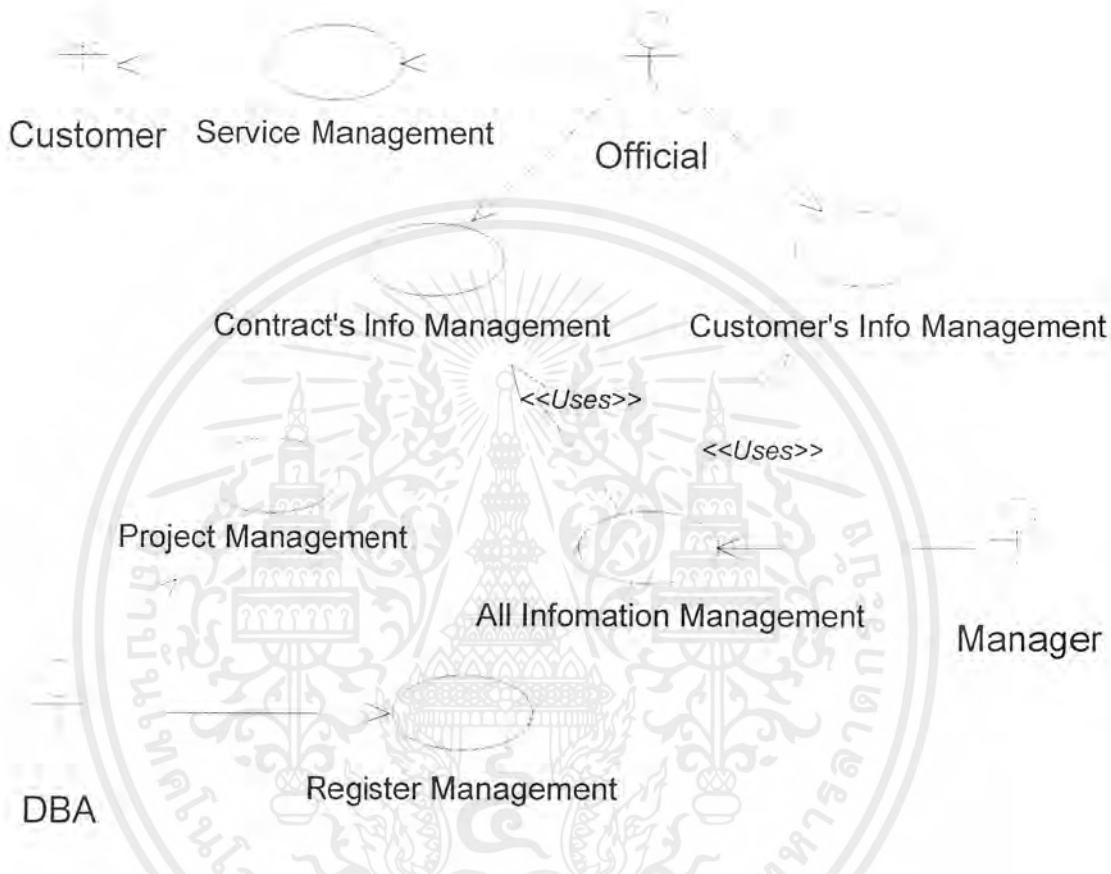 Customer
Service Management
Official
Contract's Info Management
Customer's Info Management
<<Uses>>
<<Uses>>
Project Management
All Infomation Management
Manager
Register Management
DBA